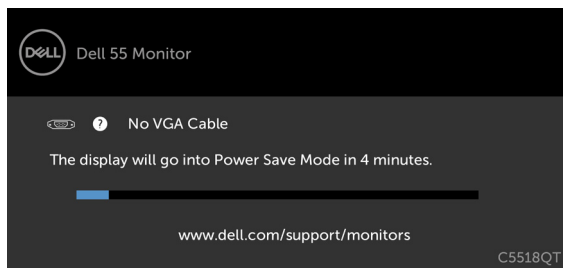 DELL
Dell 55 Monitor
? No VGA Cable
The display will go into Power Save Mode in 4 minutes.
www.dell.com/support/monitors
C5518QT